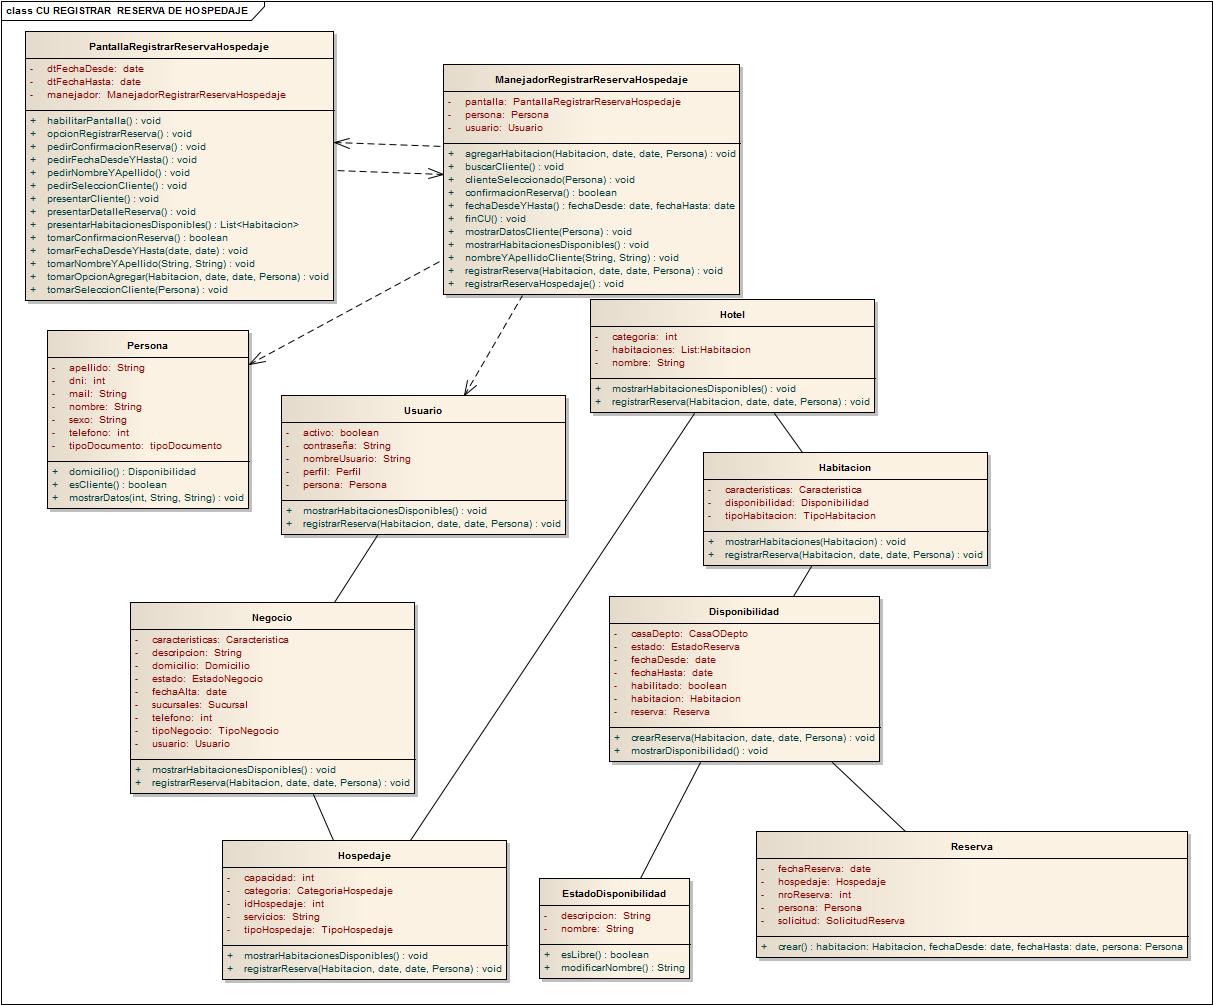 class CU REGISTRAR RESERVA DE HOSPEDAJE
PantallaRegistrarReservaHospedaje
- dtFechaDesde: date
- dtFechaHasta: date
- manejador: ManejadorRegistrarReservaHospedaje
+ habilitarPantalla() : void
+ opcionRegistrarReserva() : void
+ pedirConfirmacionReserva() : void
+ pedirFechaDesdeYHasta() : void
+ pedirNombreYApellido() : void
+ pedirSeleccionCliente() : void
+ presentarCliente() : void
+ presentarDetalleReserva() : void
+ presentarHabitacionesDisponibles() : List<Habitacion>
+ tomarConfirmacionReserva() : boolean
+ tomarFechaDesdeYHasta(date, date) : void
+ tomarNombreYApellido(String, String) : void
+ tomarOpcionAgregar(Habitacion, date, date, Persona) : void
+ tomarSeleccionCliente(Persona) : void
ManejadorRegistrarReservaHospedaje
- pantalla: PantallaRegistrarReservaHospedaje
- persona: Persona
- usuario: Usuario
+ agregarHabitacion(Habitacion, date, date, Persona) : void
+ buscarCliente() : void
+ clienteSeleccionado(Persona) : void
+ confirmacionReserva() : boolean
+ fechaDesdeYHasta() : fechaDesde: date, fechaHasta: date
+ finCU() : void
+ mostrarDatosCliente(Persona) : void
+ mostrarHabitacionesDisponibles() : void
+ nombreYApellidoCliente(String, String) : void
+ registrarReserva(Habitacion, date, date, Persona) : void
+ registrarReservaHospedaje() : void
Hotel
- categoria: int
- habitaciones: List:Habitacion
- nombre: String
+ mostrarHabitacionesDisponibles() : void
+ registrarReserva(Habitacion, date, date, Persona) : void
Persona
- apellido: String
- dni: int
- mail: String
- nombre: String
- sexo: String
- telefono: int
- tipoDocumento: tipoDocumento
+ domicilio() : Disponibilidad
+ esCliente() : boolean
+ mostrarDatos(int, String, String) : void
Usuario
- activo: boolean
- contraseña: String
- nombreUsuario: String
- perfil: Perfil
- persona: Persona
+ mostrarHabitacionesDisponibles() : void
+ registrarReserva(Habitacion, date, date, Persona) : void
Habitacion
- caracteristicas: Caracteristica
- disponibilidad: Disponibilidad
- tipoHabitacion: TipoHabitacion
+ mostrarHabitaciones(Habitacion) : void
+ registrarReserva(Habitacion, date, date, Persona) : void
Negocio
- caracteristicas: Caracteristica
- descripcion: String
- domicilio: Domicilio
- estado: EstadoNegocio
- fechaAlta: date
- sucursales: Sucursal
- telefono: int
- tipoNegocio: TipoNegocio
- usuario: Usuario
+ mostrarHabitacionesDisponibles() : void
+ registrarReserva(Habitacion, date, date, Persona) : void
Disponibilidad
- casaDepto: CasaODepto
- estado: EstadoReserva
- fechaDesde: date
- fechaHasta: date
- habilitado: boolean
- habitacion: Habitacion
- reserva: Reserva
+ crearReserva(Habitacion, date, date, Persona) : void
+ mostrarDisponibilidad() : void
Hospedaje
- capacidad: int
- categoria: CategoriaHospedaje
- idHospedaje: int
- servicios: String
- tipoHospedaje: TipoHospedaje
+ mostrarHabitacionesDisponibles() : void
+ registrarReserva(Habitacion, date, date, Persona) : void
EstadoDisponibilidad
- descripcion: String
- nombre: String
+ esLibre() : boolean
+ modificarNombre() : String
Reserva
- fechaReserva: date
- hospedaje: Hospedaje
- nroReserva: int
- persona: Persona
- solicitud: SolicitudReserva
+ crear() : habitacion: Habitacion, fechaDesde: date, fechaHasta: date, persona: Persona